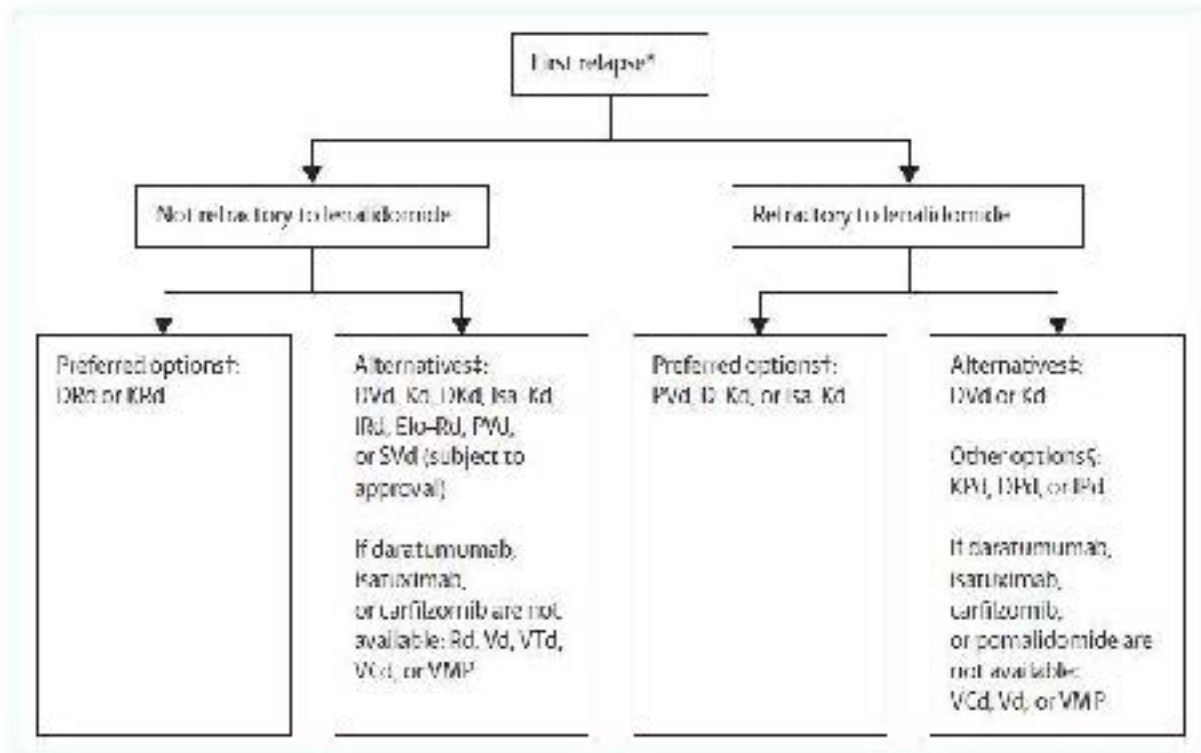 First relapse*
Not refractory to lenalidomide
Refractory to lenalidomide
Preferred options†:
DRd or KRd
Alternatives‡:
DVd, Kd, DKd, Isa-Kd,
IRd, Elo–Rd, PVd,
or SVd (subject to
approval)
If daratumumab,
isatuximab,
or carfilzomib are not
available: Rd, Vd, VTd,
VCd, or VMP
Preferred options†:
PVd, D-Kd, or Isa-Kd
Alternatives‡:
DVd or Kd
Other options§:
KPd, DPd, or IPd
If daratumumab,
isatuximab,
carfilzomib,
or pomalidomide are
not available:
VCd, Vd, or VMP